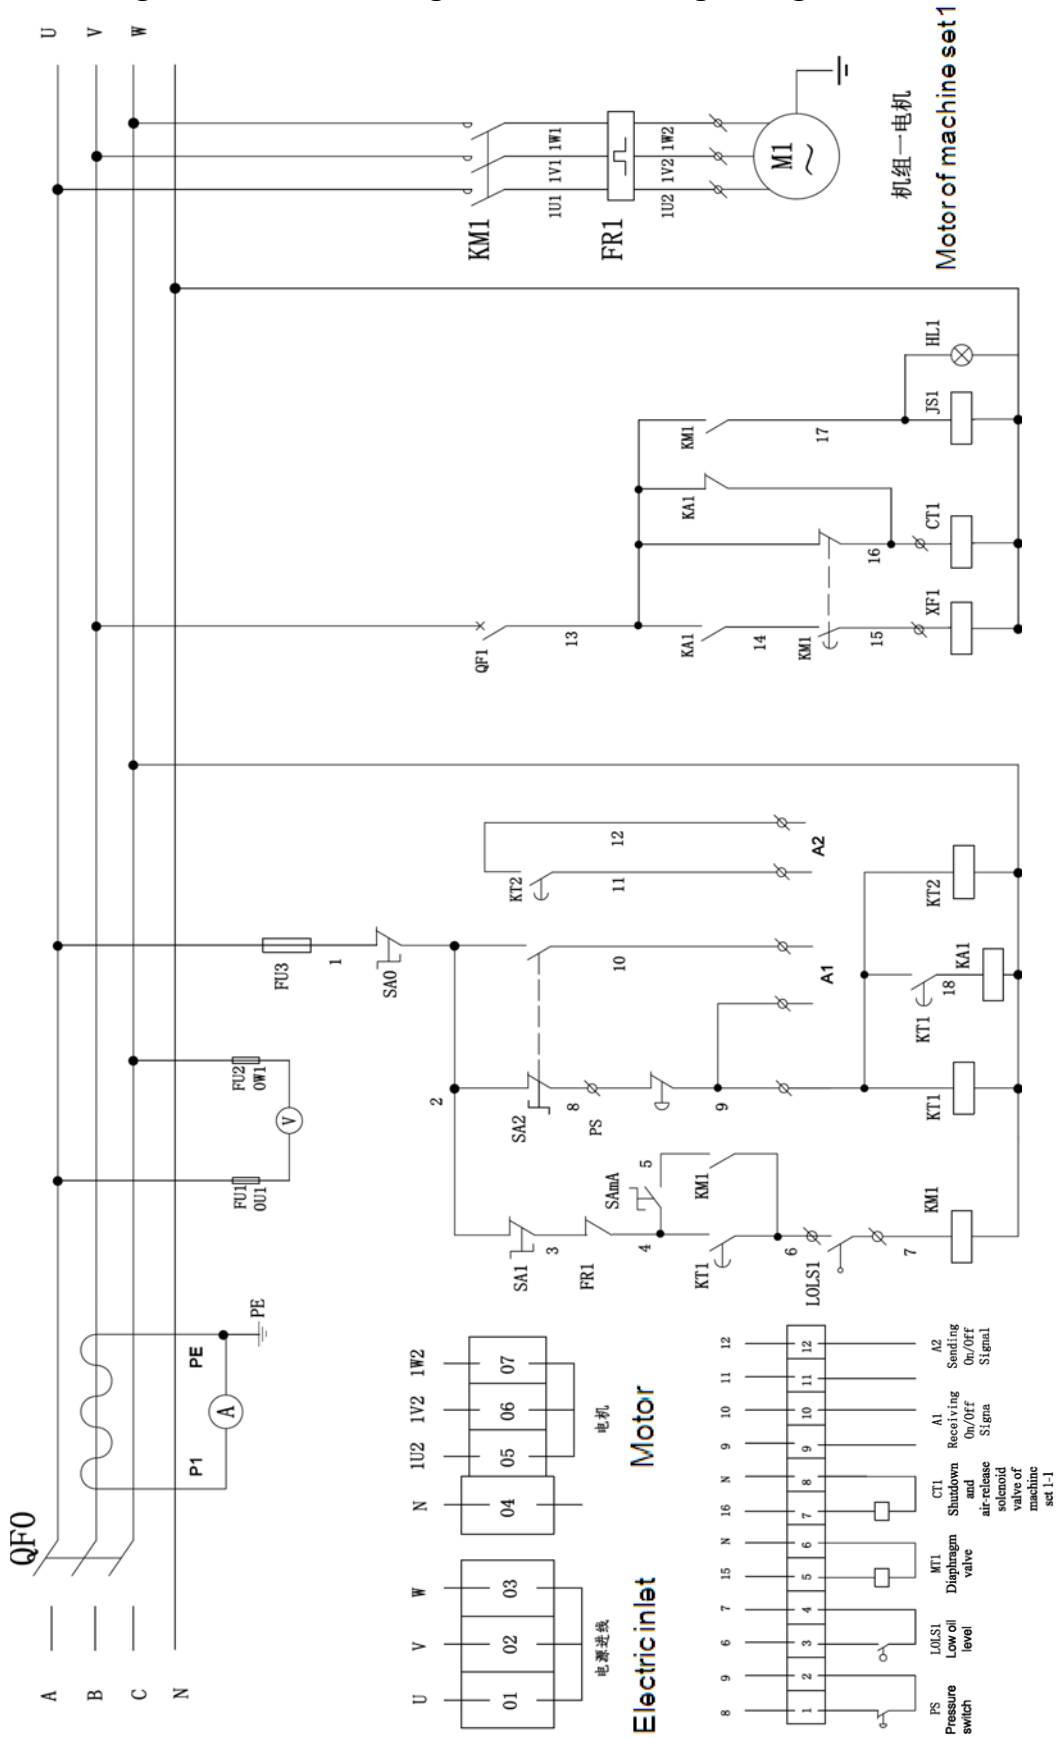 A
B
C
N
QF0
U
V
W
P1
PE
A
PE
FU1
0U1
FU2
0W1
V
FU3
1
SA0
2
SA1
3
FR1
4
SAmA
5
KT1
KM1
6
LOLS1
7
KM1
SA2
8
PS
9
10
A1
KT2
11
12
A2
KT1
18
KT1
KA1
KT2
QF1
13
KA1
14
KM1
15
XF1
KA1
16
CT1
KM1
17
JS1
HL1
KM1
1U1
1V1
1W1
FR1
1U2
1V2
1W2
M1
机组一电机
Motor of machine set 1
U V W
01 02 03
电源进线
Electric inlet
N 1U2 1V2 1W2
04 05 06 07
电机
Motor
8 9 6 7 15 N 16 N 9 10 11 12
1 2 3 4 5 6 7 8 9 10 11 12
PS
Pressure
switch
LOLS1
Low oil
level
MT1
Diaphragm
valve
CT1
Shutdown
and
air-release
solenoid
valve of
machinc
set 1-1
A1
Receiving
On/Off
Signa
A2
Sending
On/Off
Signal